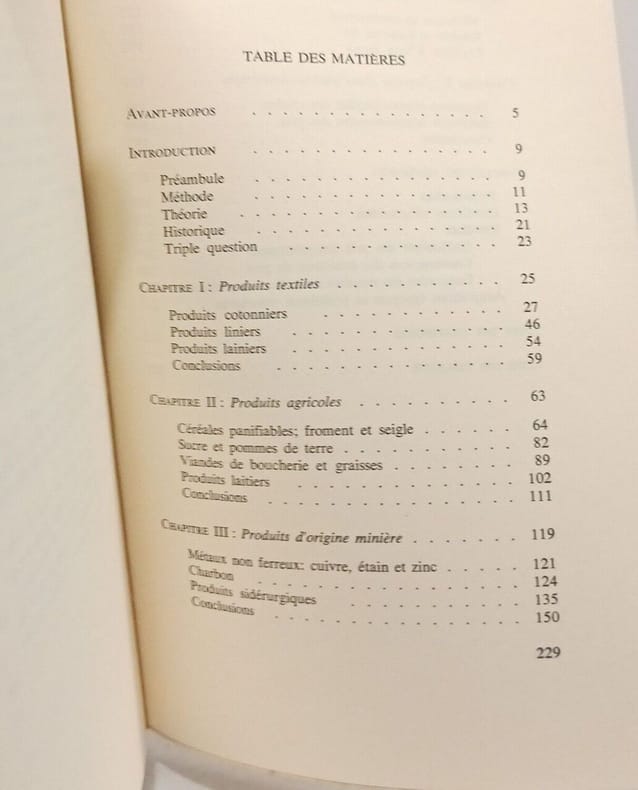 TABLE DES MATIÈRES
AVANT-PROPOS . . . . . . . . . . . . . . . 5
INTRODUCTION . . . . . . . . . . . . . . . 9
Préambule . . . . . . . . . . . . . . . 9
Méthode . . . . . . . . . . . . . . . 11
Théorie . . . . . . . . . . . . . . . . 13
Historique . . . . . . . . . . . . . . . 21
Triple question . . . . . . . . . . . . . 23
CHAPITRE I : Produits textiles . . . . . . . . . . . 25
Produits cotonniers . . . . . . . . . . . . 27
Produits liniers . . . . . . . . . . . . . 46
Produits lainiers . . . . . . . . . . . . . 54
Conclusions . . . . . . . . . . . . . . 59
CHAPITRE II : Produits agricoles . . . . . . . . . . 63
Céréales panifiables; froment et seigle . . . . . . 64
Sucre et pommes de terre . . . . . . . . . . 82
Viandes de boucherie et graisses . . . . . . . . 89
Produits laitiers . . . . . . . . . . . . . 102
Conclusions . . . . . . . . . . . . . . . 111
CHAPITRE III : Produits d'origine minière . . . . . . . 119
Métaux non ferreux: cuivre, étain et zinc . . . . . 121
Charbon . . . . . . . . . . . . . . . 124
Produits sidérurgiques . . . . . . . . . . 135
Conclusions . . . . . . . . . . . . . . 150
229